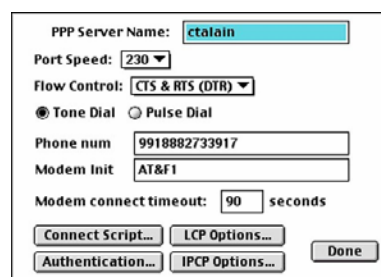 PPP Server Name: ctalain
Port Speed: 230
Flow Control: CTS & RTS (DTR)
Tone Dial Pulse Dial
Phone num 9918882733917
Modem Init AT&F1
Modem connect timeout: 90 seconds
Connect Script... LCP Options...
Authentication... IPCP Options... Done